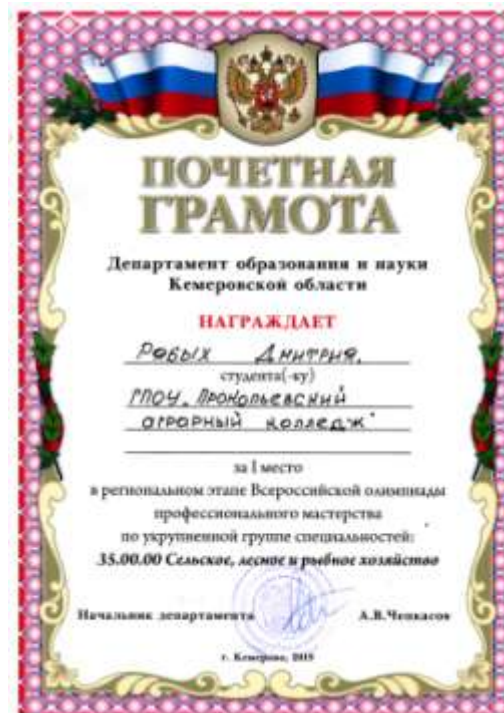 ПОЧЕТНАЯ
ГРАМОТА
Департамент образования и науки
Кемеровской области
НАГРАЖДАЕТ
Рябых Дмитрия,
студента(-ку)
ГПОУ "Прокопьевский
аграрный колледж"
за I место
в региональном этапе Всероссийской олимпиады
профессионального мастерства
по укрупненной группе специальностей:
35.00.00 Сельское, лесное и рыбное хозяйство
Начальник департамента А.В.Чепкасов
г. Кемерово,